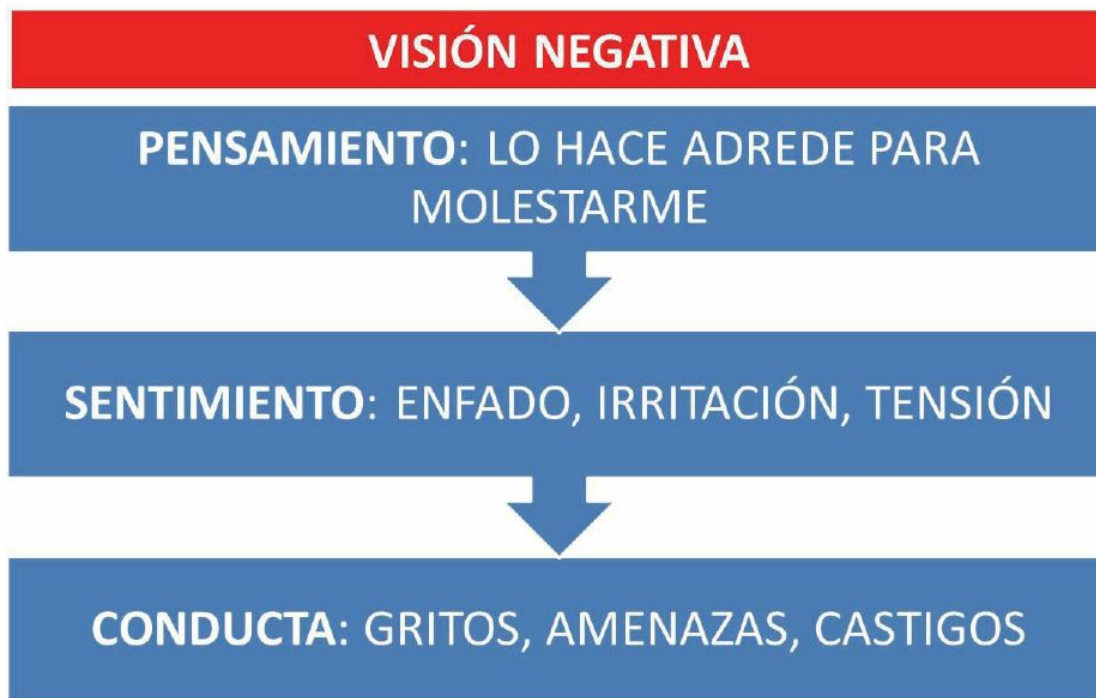 VISIÓN NEGATIVA
PENSAMIENTO: LO HACE ADREDE PARA
MOLESTARME
SENTIMIENTO: ENFADO, IRRITACIÓN, TENSIÓN
CONDUCTA: GRITOS, AMENAZAS, CASTIGOS